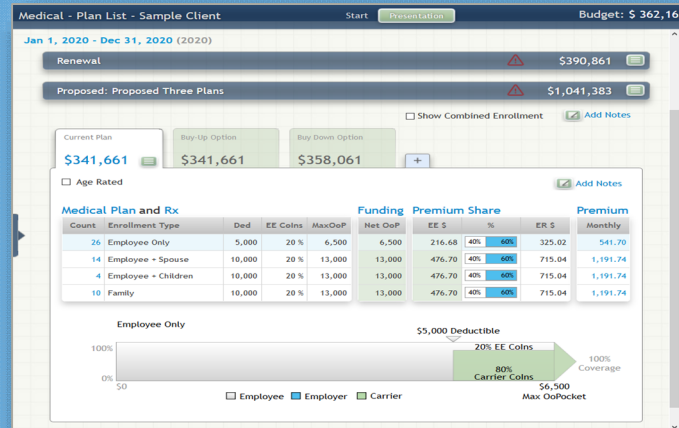 Medical - Plan List - Sample Client Start Presentation Budget: $ 362,16
Jan 1, 2020 - Dec 31, 2020 (2020)
Renewal $390,861
Proposed: Proposed Three Plans $1,041,383
Show Combined Enrollment Add Notes
Current Plan Buy-Up Option Buy Down Option
$341,661 $341,661 $358,061 +
Age Rated Add Notes
Medical Plan and Rx Funding Premium Share Premium
Count Enrollment Type Ded EE CoIns MaxOoP Net OoP EE $ % ER $ Monthly
26 Employee Only 5,000 20 % 6,500 6,500 216.68 40% 60% 325.02 541.70
14 Employee + Spouse 10,000 20 % 13,000 13,000 476.70 40% 60% 715.04 1,191.74
4 Employee + Children 10,000 20 % 13,000 13,000 476.70 40% 60% 715.04 1,191.74
10 Family 10,000 20 % 13,000 13,000 476.70 40% 60% 715.04 1,191.74
Employee Only
$5,000 Deductible
100% 20% EE CoIns
80% 100%
Carrier CoIns Coverage
0%
$0 $6,500
Employee Employer Carrier Max OoPocket